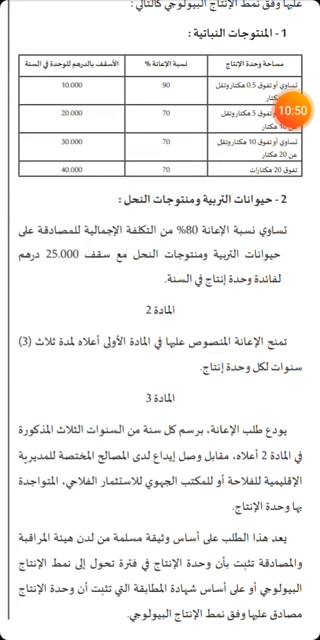 عليها وفق نمط الإنتاج البيولوجي كالتالي:
1 - المنتوجات النباتية:
مساحة وحدة الإنتاج نسبة الإعانة % الأسقف بالدرهم للوحدة في السنة
تساوي أو تفوق 0.5 هكتار وتقل 90 10.000
هكتار
وتفوق 5 هكتار وتقل 70 20.000
هكتار
10:50
تساوي أو تفوق 10 هكتار وتقل 70 30.000
عن 20 هكتار
تفوق 20 هكتارات 70 40.000
2 - حيوانات التربية ومنتوجات النحل:
تساوي نسبة الإعانة 80% من التكلفة الإجمالية للمصادقة على
حيوانات التربية ومنتوجات النحل مع سقف 25.000 درهم
لفائدة وحدة إنتاج في السنة.
المادة 2
تمنح الإعانة المنصوص عليها في المادة الأولى أعلاه لمدة ثلاث (3)
سنوات لكل وحدة إنتاج.
المادة 3
يودع طلب الإعانة، برسم كل سنة من السنوات الثلاث المذكورة
في المادة 2 أعلاه، مقابل وصل إيداع لدى المصالح المختصة للمديرية
الإقليمية للفلاحة أو للمكتب الجهوي للاستثمار الفلاحي، المتواجدة
بها وحدة الإنتاج.
يعد هذا الطلب على أساس وثيقة مسلمة من لدن هيئة المراقبة
والمصادقة تثبت بأن وحدة الإنتاج في فترة تحول إلى نمط الإنتاج
البيولوجي أو على أساس شهادة المطابقة التي تثبت أن وحدة الإنتاج
مصادق عليها وفق نمط الإنتاج البيولوجي.